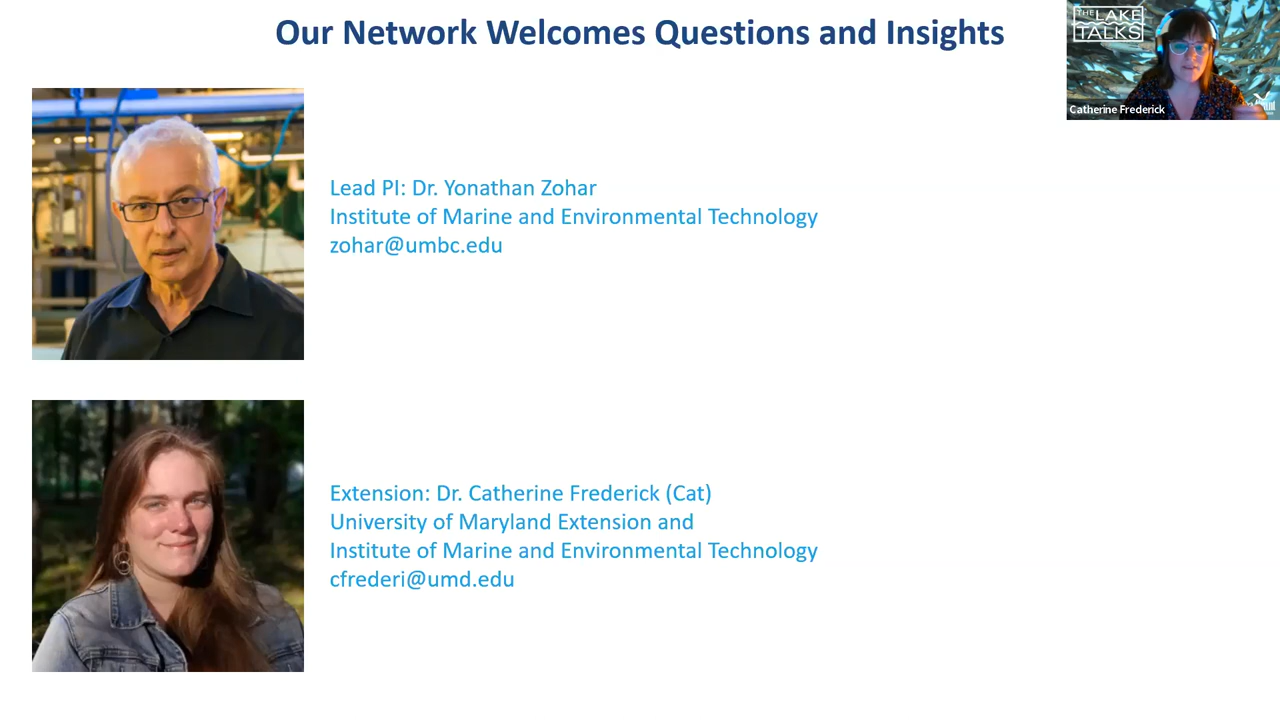 Our Network Welcomes Questions and Insights
THE LAKE
TALKS
Catherine Frederick
Lead PI: Dr. Yonathan Zohar
Institute of Marine and Environmental Technology
zohar@umbc.edu
Extension: Dr. Catherine Frederick (Cat)
University of Maryland Extension and
Institute of Marine and Environmental Technology
cfrederi@umd.edu